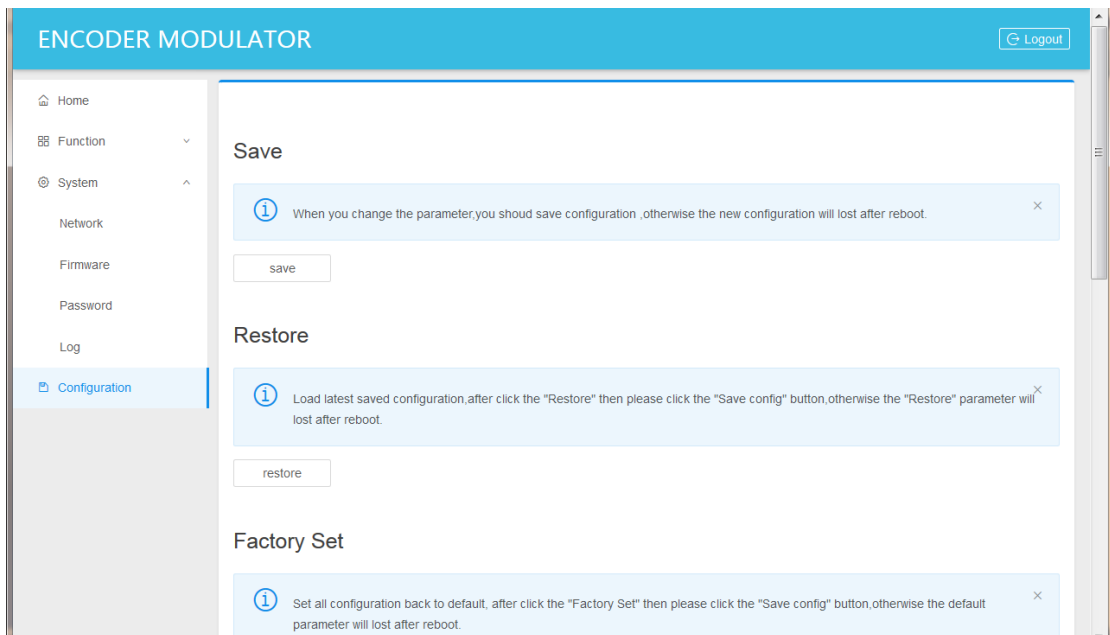 ENCODER MODULATOR
Logout
Home
Function
System
Network
Firmware
Password
Log
Configuration
Save
When you change the parameter,you shoud save configuration ,otherwise the new configuration will lost after reboot.
save
Restore
Load latest saved configuration,after click the "Restore" then please click the "Save config" button,otherwise the "Restore" parameter will
lost after reboot.
restore
Factory Set
Set all configuration back to default, after click the "Factory Set" then please click the "Save config" button,otherwise the default
parameter will lost after reboot.